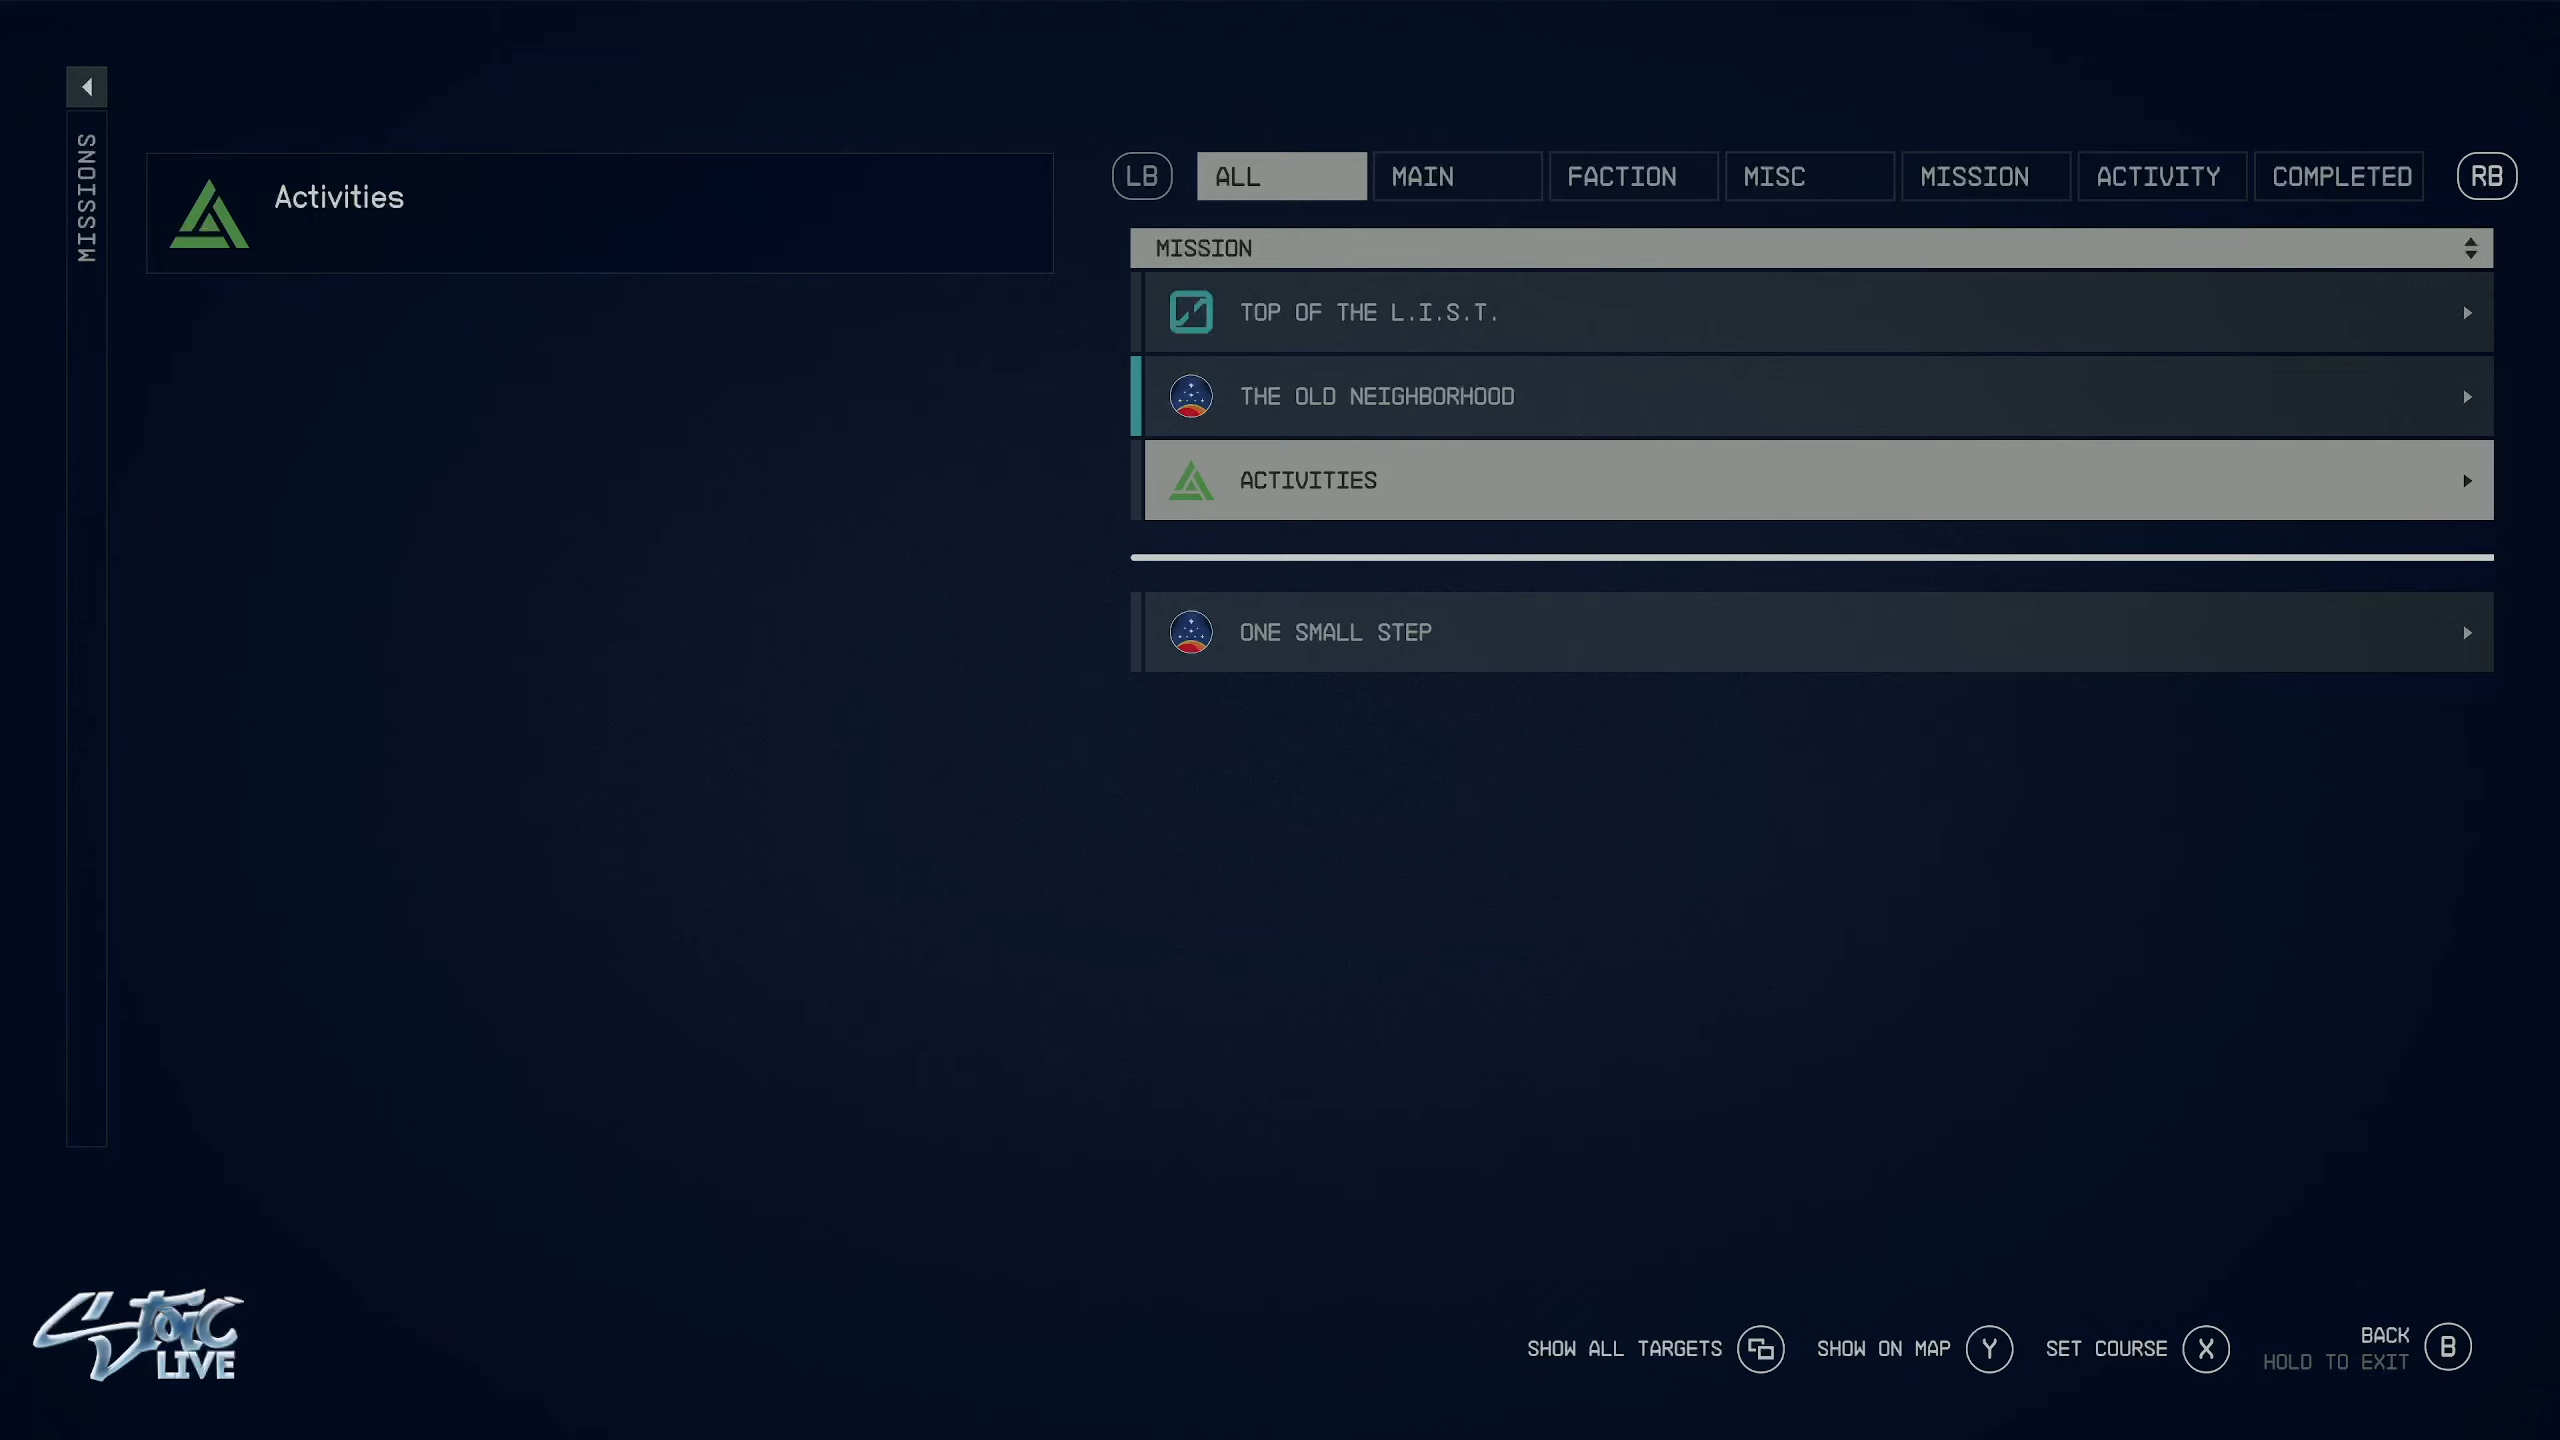 MISSIONS
Activities
LB ALL MAIN FACTION MISC MISSION ACTIVITY COMPLETED RB
MISSION
TOP OF THE L.I.S.T.
THE OLD NEIGHBORHOOD
ACTIVITIES
ONE SMALL STEP
LIVE
SHOW ALL TARGETS SHOW ON MAP Y SET COURSE X BACK B
HOLD TO EXIT